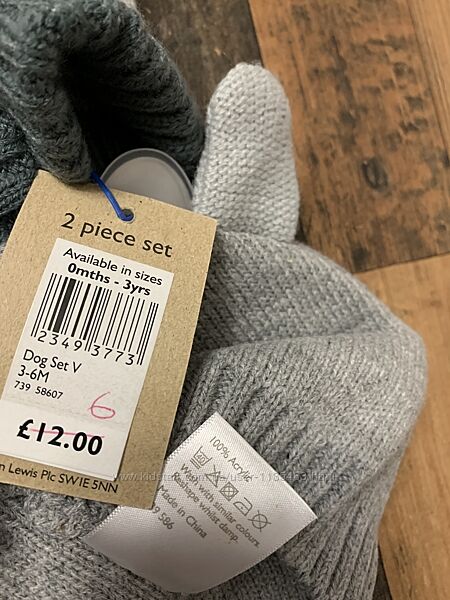 2 piece set
Available in sizes
0mths - 3yrs
2349 3773
Dog Set V
3-6M
739 58607
6
£12.00
n Lewis Plc SW1E 5NN
100% Acrylic
40
Wash with similar colours.
Reshape whilst damp.
Made in China